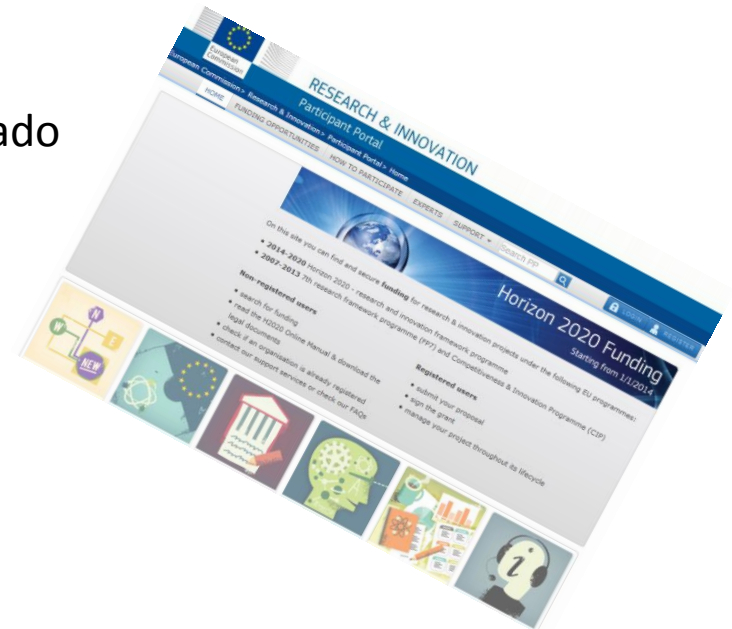 ado
European
Commission
RESEARCH & INNOVATION
Participant Portal
European Commission > Research & Innovation > Participant Portal > Home
HOME FUNDING OPPORTUNITIES HOW TO PARTICIPATE EXPERTS SUPPORT
Search PP
LOGIN REGISTER
Horizon 2020 Funding
Starting from 1/1/2014
On this site you can find and secure funding for research & innovation projects under the following EU programmes:
• 2014-2020 Horizon 2020 - research and innovation framework programme
• 2007-2013 7th research framework programme (FP7) and Competitiveness & Innovation Programme (CIP)
Non-registered users
• search for funding
• read the H2020 Online Manual & download the
legal documents
• check if an organisation is already registered
• contact our support services or check our FAQs
Registered users
• submit your proposal
• sign the grant
• manage your project throughout its lifecycle
N
W
E
NEW
i